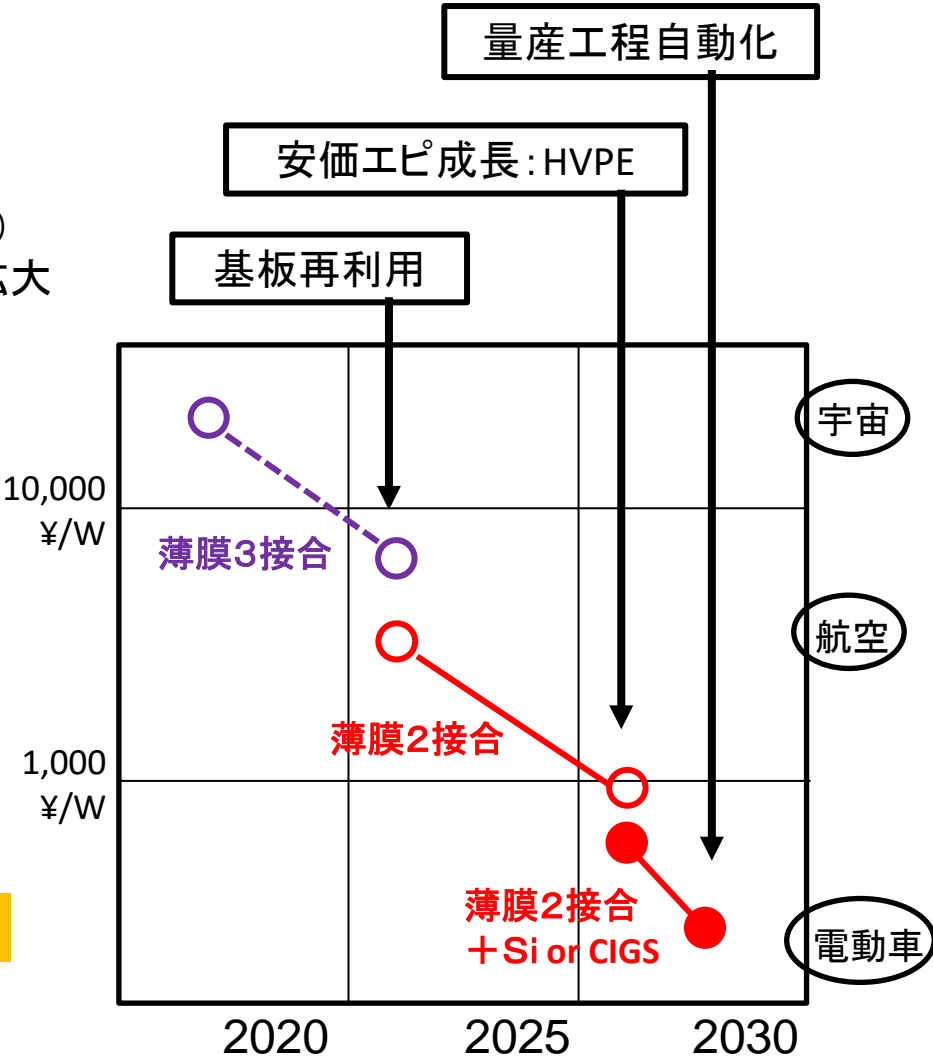 量産工程自動化
安価エピ成長：HVPE
)
広大
基板再利用
宇宙
10,000
¥/W
薄膜３接合
航空
薄膜２接合
1,000
¥/W
薄膜２接合
＋Si or CIGS
電動車
2020 2025 2030